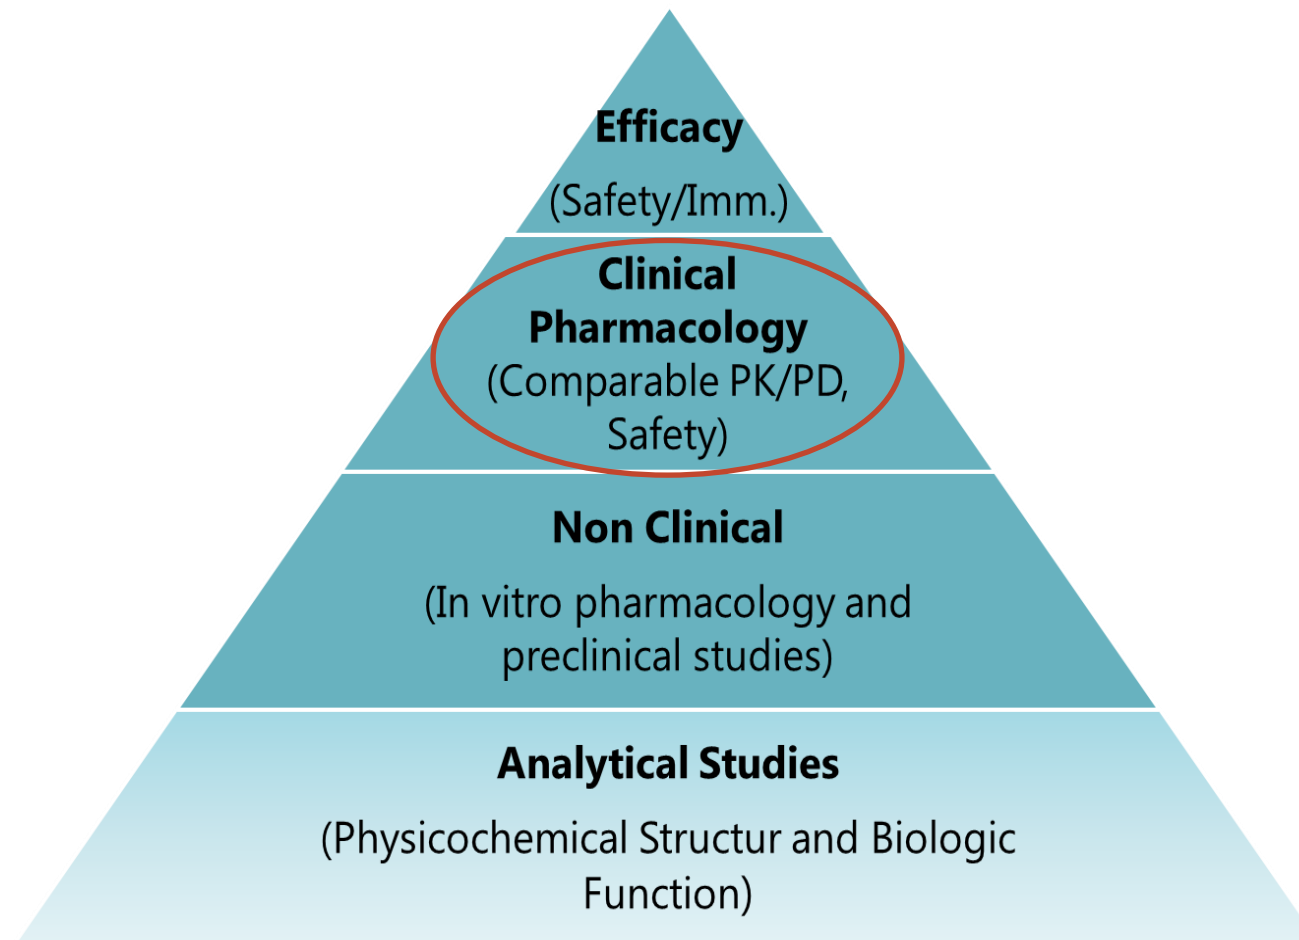 Efficacy
(Safety/Imm.)
Clinical
Pharmacology
(Comparable PK/PD,
Safety)
Non Clinical
(In vitro pharmacology and
preclinical studies)
Analytical Studies
(Physicochemical Structur and Biologic
Function)